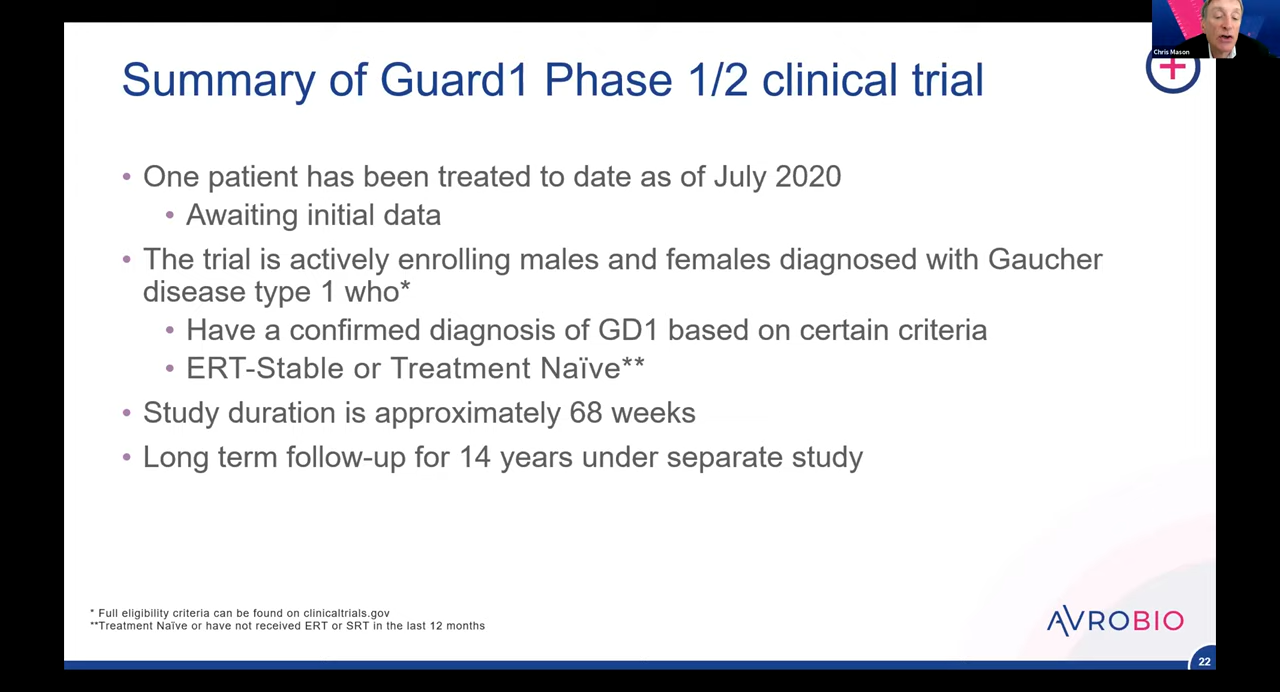 Chris Mason
Summary of Guard1 Phase 1/2 clinical trial
• One patient has been treated to date as of July 2020
• Awaiting initial data
• The trial is actively enrolling males and females diagnosed with Gaucher
disease type 1 who*
• Have a confirmed diagnosis of GD1 based on certain criteria
• ERT-Stable or Treatment Naïve**
• Study duration is approximately 68 weeks
• Long term follow-up for 14 years under separate study
* Full eligibility criteria can be found on clinicaltrials.gov
**Treatment Naïve or have not received ERT or SRT in the last 12 months
AVROBIO
22